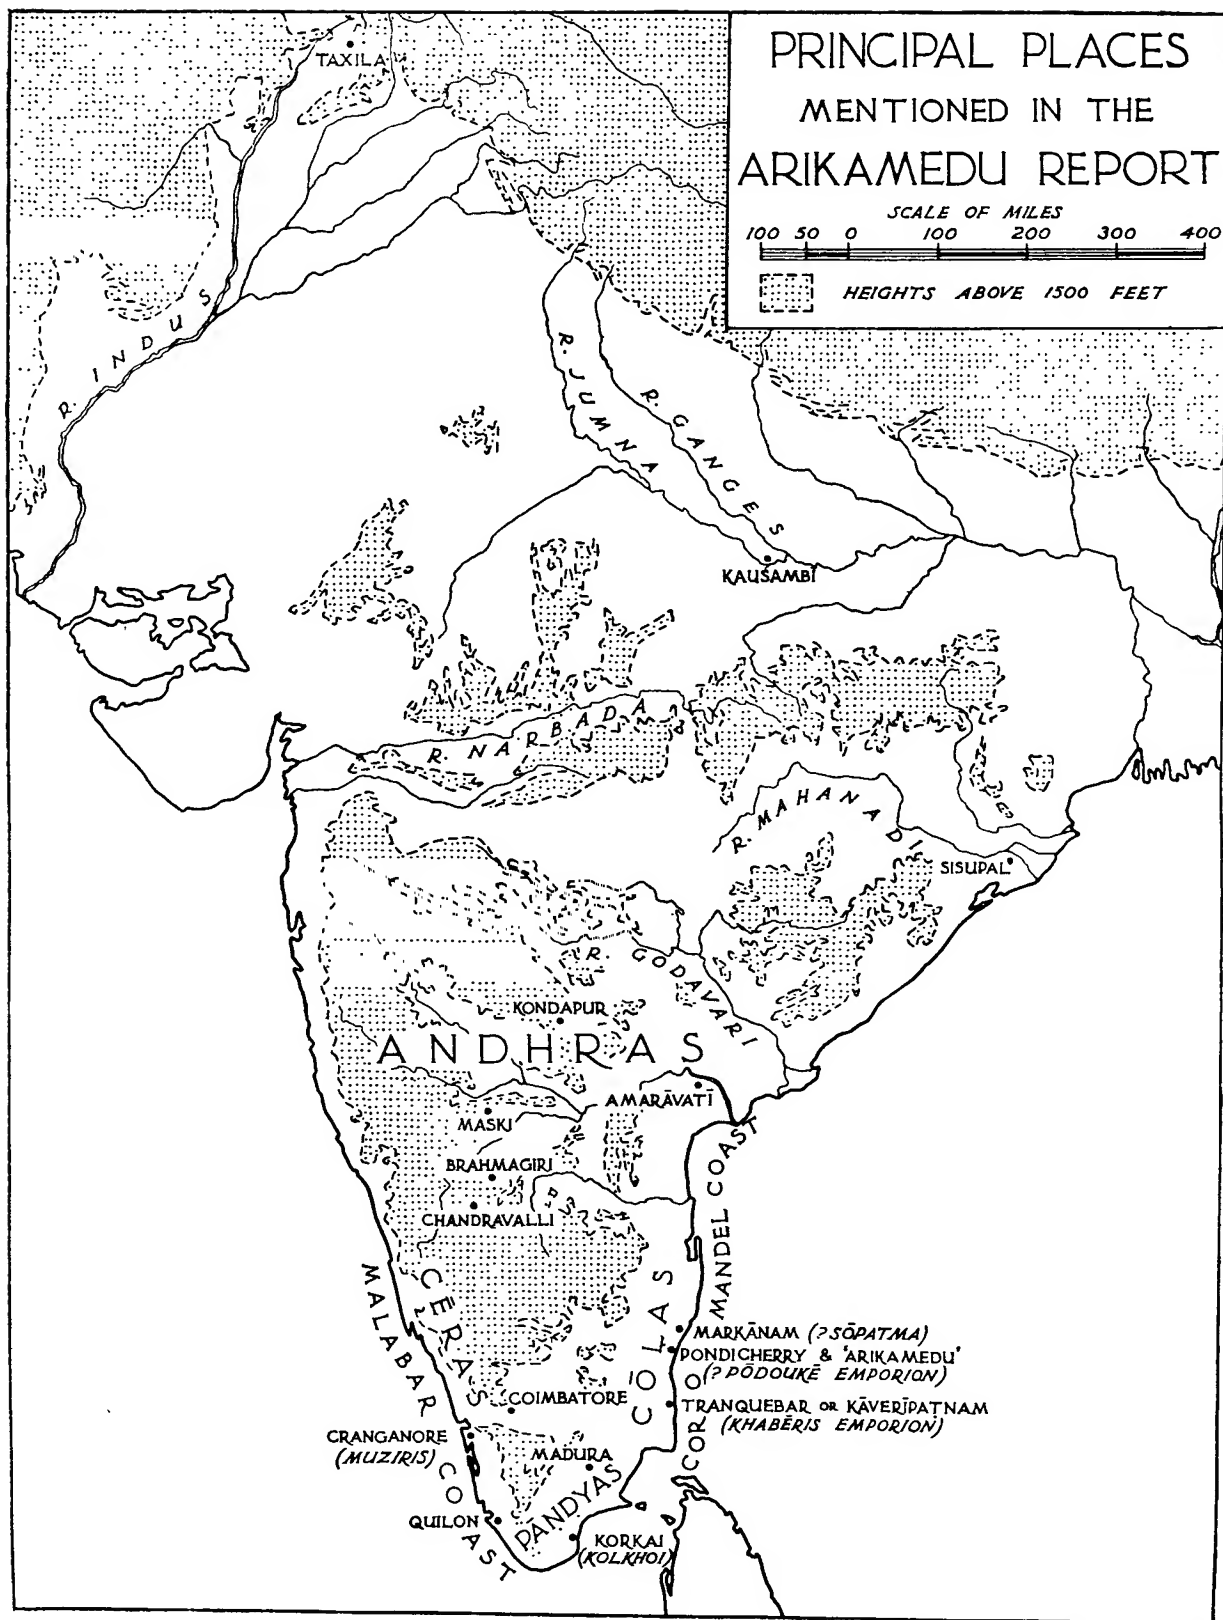 PRINCIPAL PLACES
MENTIONED IN THE
ARIKAMEDU REPORT
SCALE OF MILES
100 50 0 100 200 300 400
HEIGHTS ABOVE 1500 FEET
TAXILA
R. INDUS
R. JUMNA
R. GANGES
KAUSAMBĪ
R. NARBADA
R. MAHANADI
SISUPAL
R. GODAVARI
KONDAPUR
ANDHRAS
AMARĀVATĪ
MASKI
BRAHMAGIRI
CHANDRAVALLI
COROMANDEL COAST
MALABAR COAST
CĒRAS
CŌLAS
MARKĀNAM (? SŌPATMA)
PONDICHERRY & 'ARIKAMEDU'
(? PŌDOUKĒ EMPORION)
COIMBATORE
TRANQUEBAR OR KĀVERĪPATNAM
(KHABĒRIS EMPORION)
CRANGANORE
(MUZIRIS)
MADURA
PĀNDYAS
QUILON
KORKAI
(KOLKHOI)